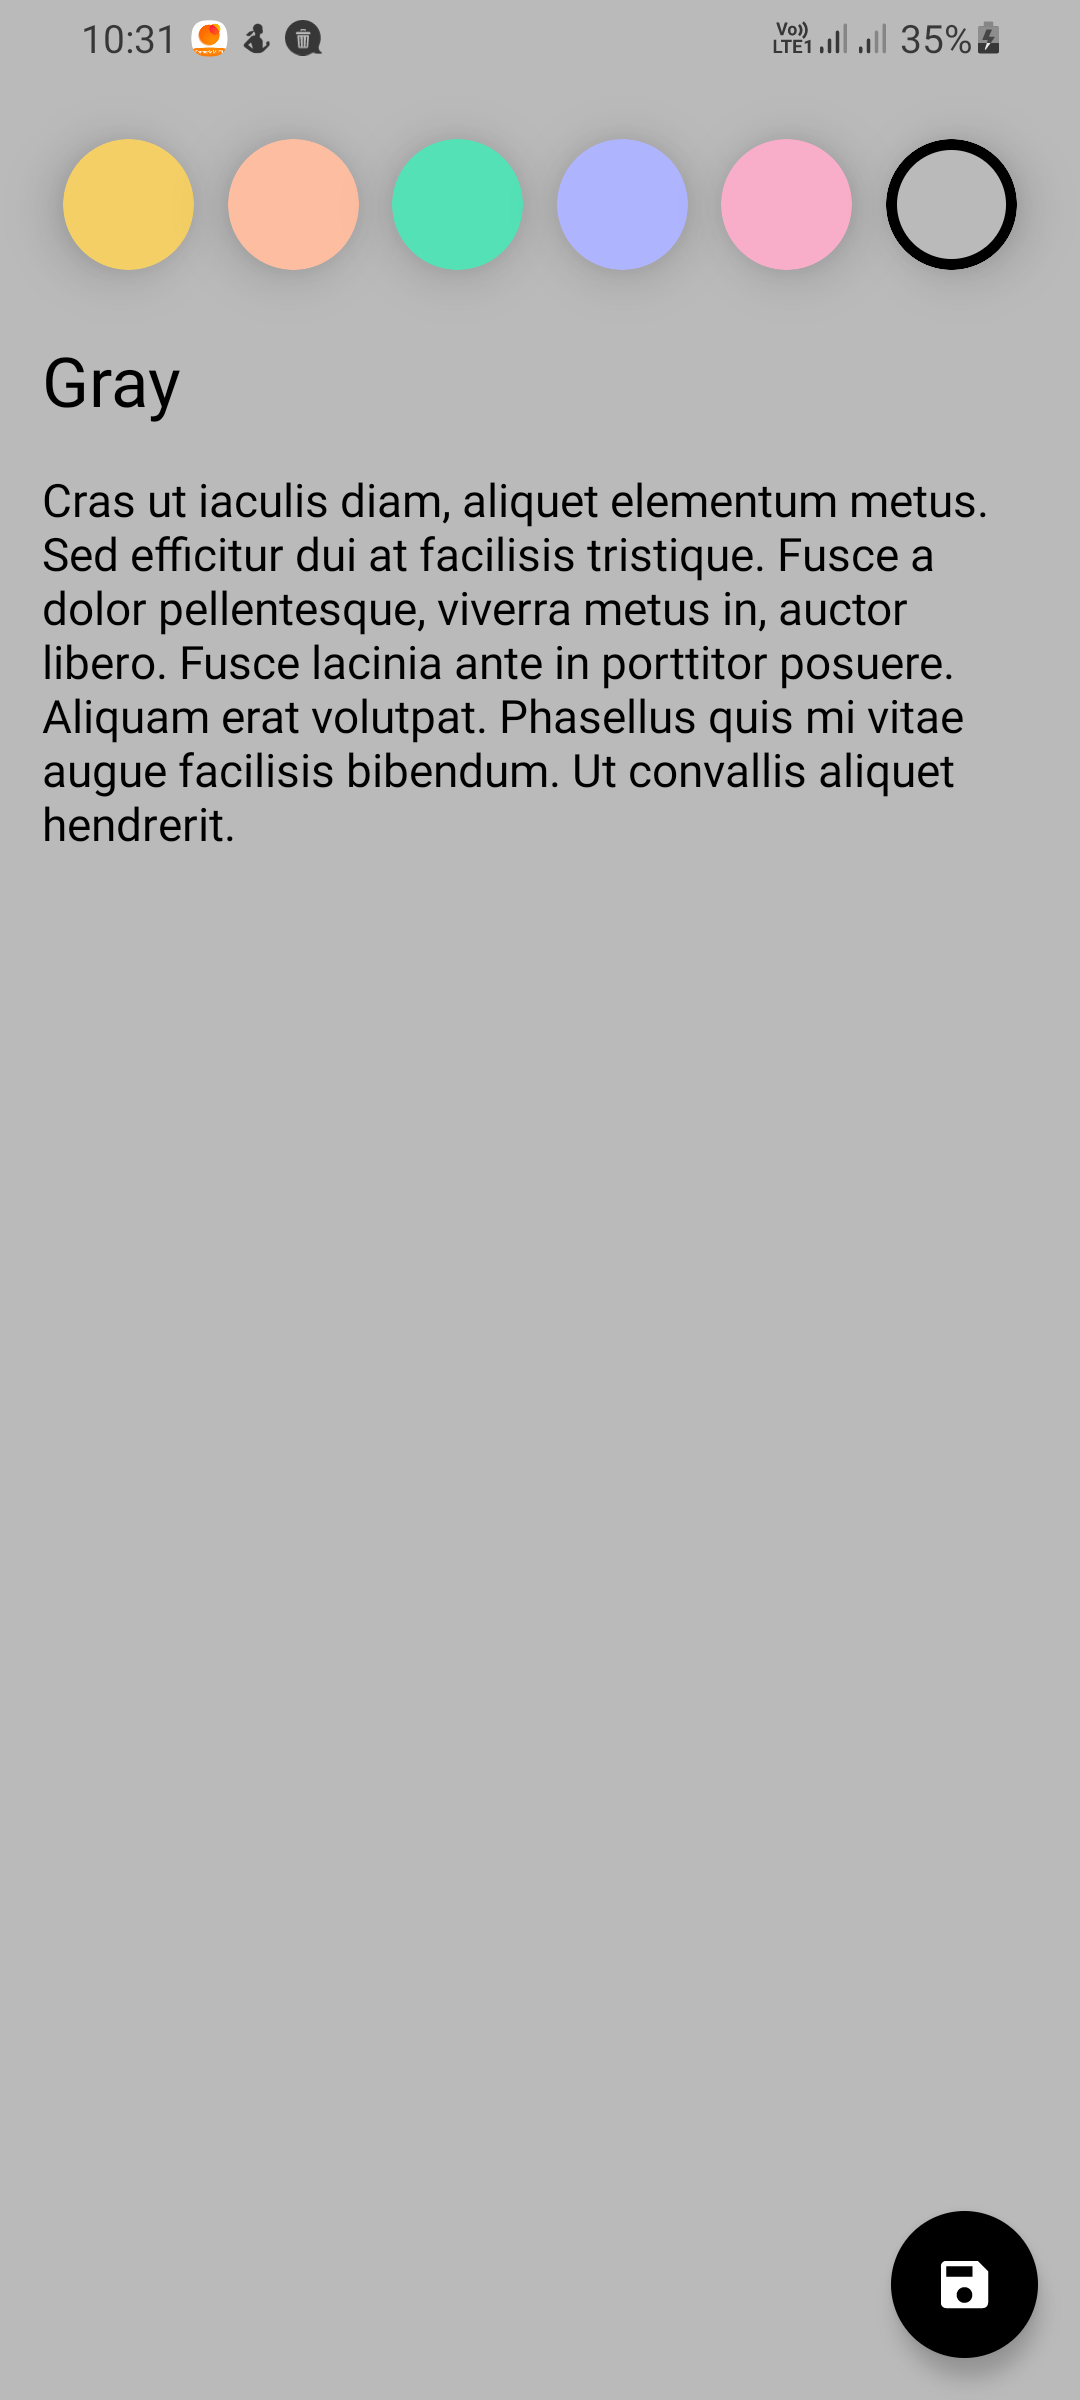 10:31 Vo)) LTE1 35%
Gray
Cras ut iaculis diam, aliquet elementum metus.
Sed efficitur dui at facilisis tristique. Fusce a
dolor pellentesque, viverra metus in, auctor
libero. Fusce lacinia ante in porttitor posuere.
Aliquam erat volutpat. Phasellus quis mi vitae
augue facilisis bibendum. Ut convallis aliquet
hendrerit.